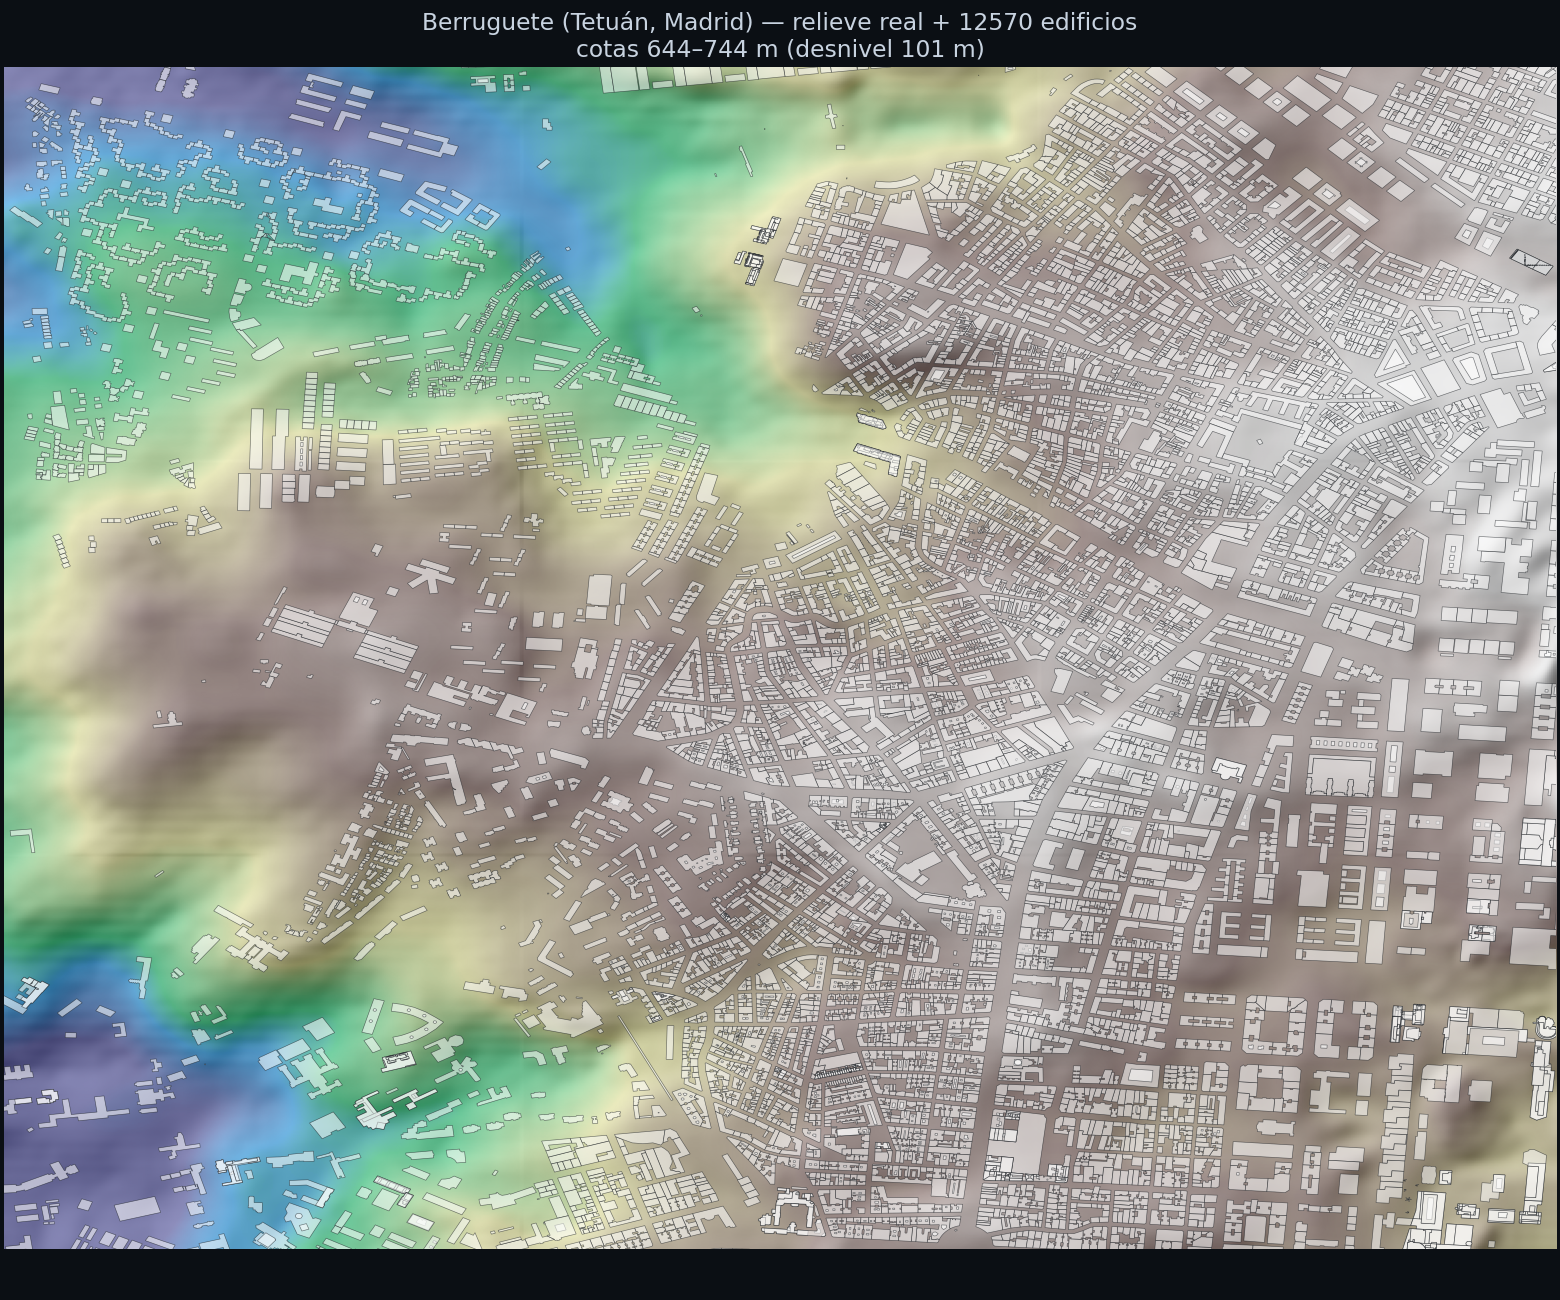 Berruguete (Tetuán, Madrid) — relieve real + 12570 edificios
cotas 644–744 m (desnivel 101 m)